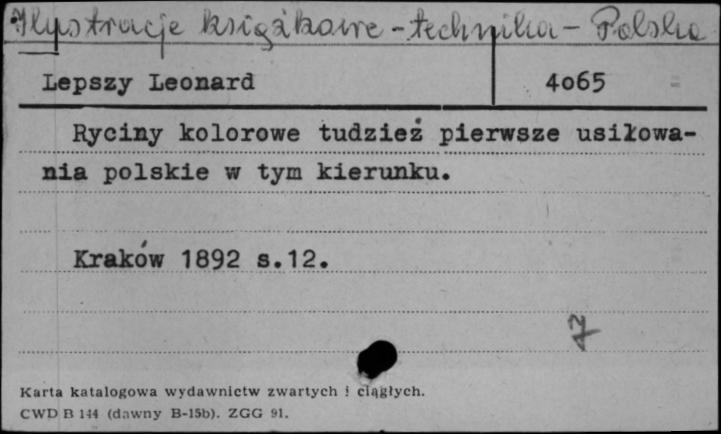 Ilustracje książkowe - technika - Polska
Lepszy Leonard 4065
Ryciny kolorowe tudzież pierwsze usiłowa-
nia polskie w tym kierunku.
Kraków 1892 s.12.
7
Karta katalogowa wydawnictw zwartych i ciągłych.
CWD B 144 (dawny B-15b). ZGG 91.